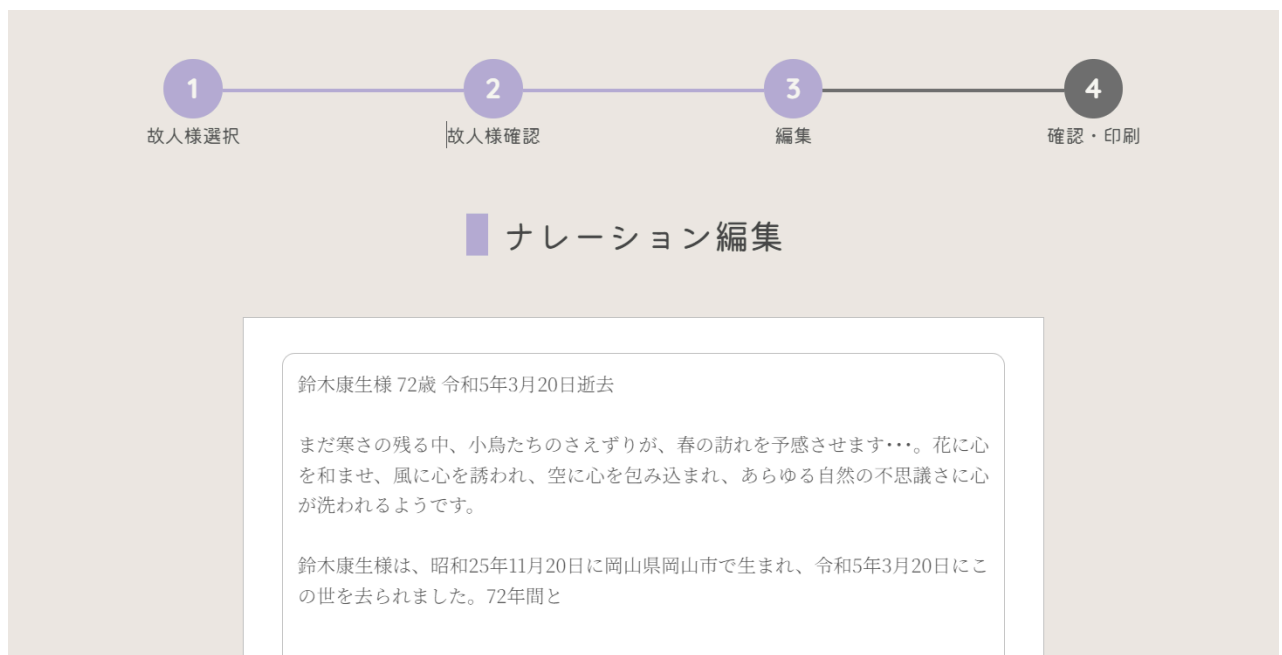 1
2
3
4
故人様選択
故人様確認
編集
確認・印刷
ナレーション編集
鈴木康生様 72歳 令和5年3月20日逝去
まだ寒さの残る中、小鳥たちのさえずりが、春の訪れを予感させます・・・。花に心
を和ませ、風に心を誘われ、空に心を包み込まれ、あらゆる自然の不思議さに心
が洗われるようです。
鈴木康生様は、昭和25年11月20日に岡山県岡山市で生まれ、令和5年3月20日にこ
の世を去られました。72年間と